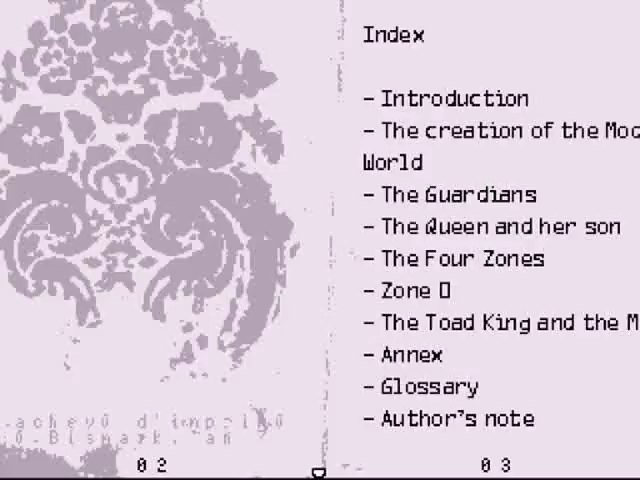 Index
- Introduction
- The creation of the Moo
World
- The Guardians
- The Queen and her son
- The Four Zones
- Zone 0
- The Toad King and the M
- Annex
- Glossary
- Author's note
02
03